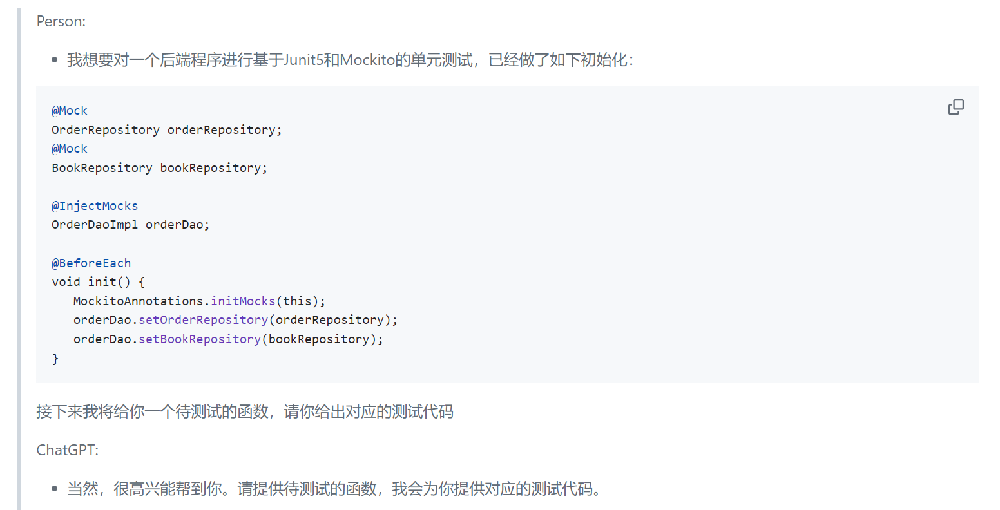 Person:
我想要对一个后端程序进行基于Junit5和Mockito的单元测试，已经做了如下初始化：
@Mock
OrderRepository orderRepository;
@Mock
BookRepository bookRepository;
@InjectMocks
OrderDaoImpl orderDao;
@BeforeEach
void init() {
   MockitoAnnotations.initMocks(this);
   orderDao.setOrderRepository(orderRepository);
   orderDao.setBookRepository(bookRepository);
}
接下来我将给你一个待测试的函数，请你给出对应的测试代码
ChatGPT:
当然，很高兴能帮到你。请提供待测试的函数，我会为你提供对应的测试代码。